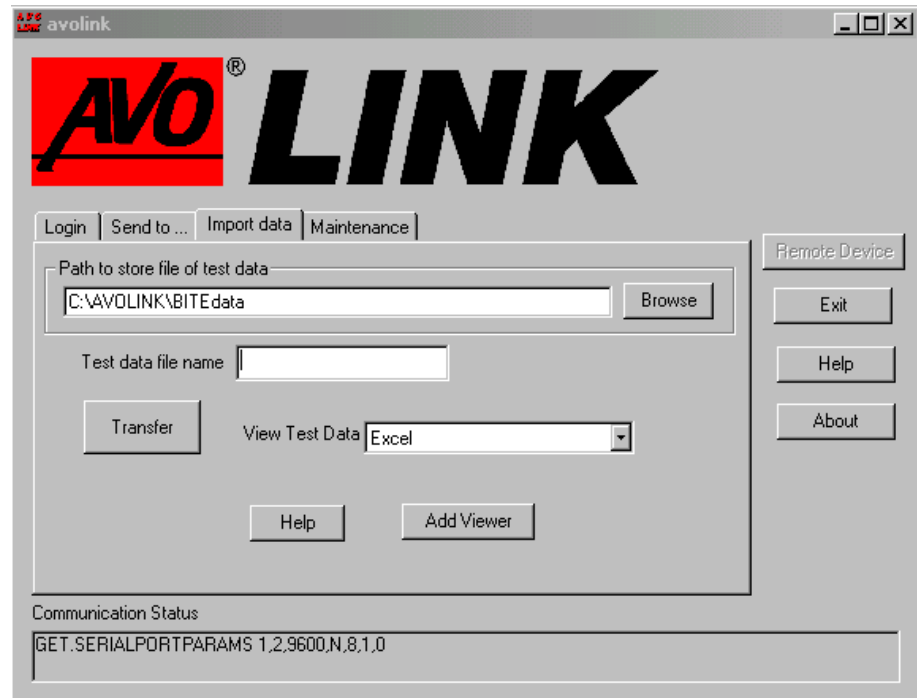 avolink
AVO® LINK
Login Send to ... Import data Maintenance
Remote Device
Path to store file of test data
C:\AVOLINK\BITEdata Browse
Exit
Test data file name
Help
Transfer View Test Data Excel
About
Help Add Viewer
Communication Status
GET.SERIALPORTPARAMS 1,2,9600,N,8,1,0